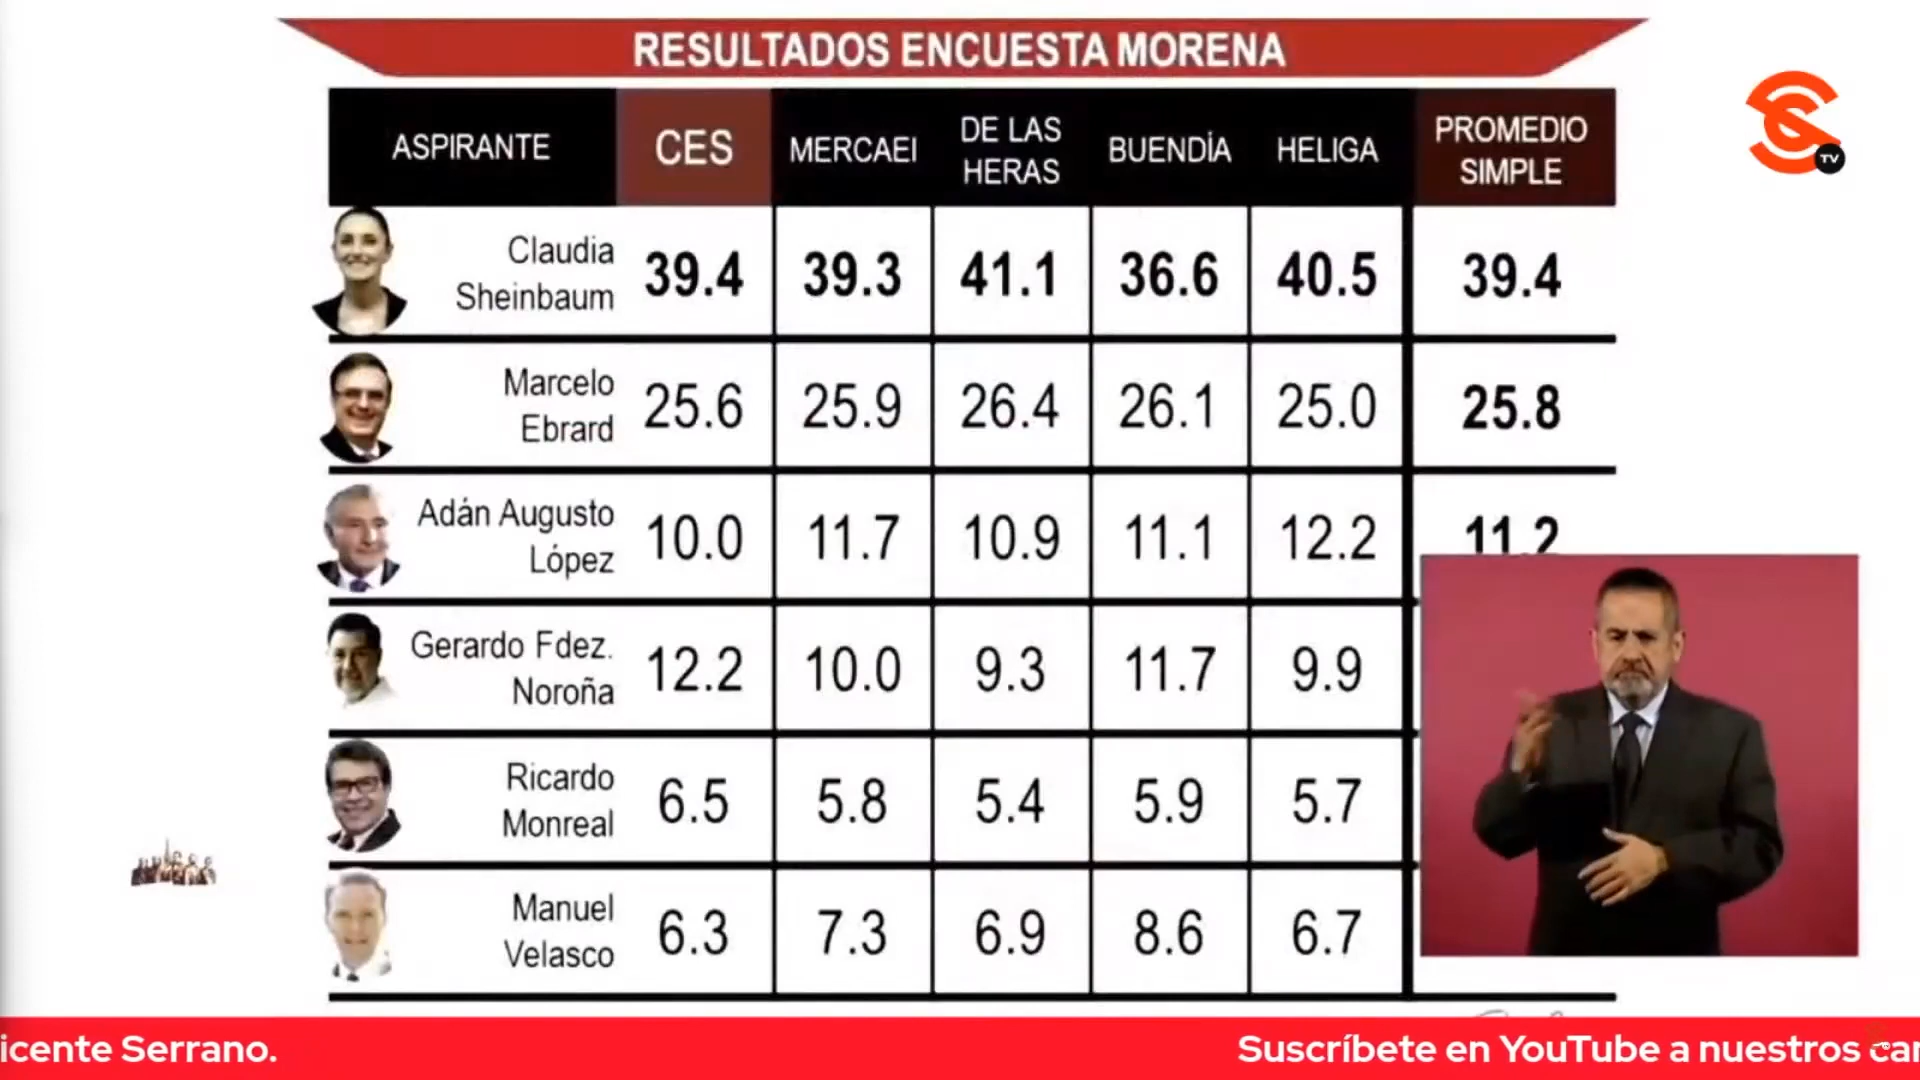 RESULTADOS ENCUESTA MORENA
ASPIRANTE
CES
MERCAEI
DE LAS
HERAS
BUENDÍA
HELIGA
PROMEDIO
SIMPLE
TV
Claudia
Sheinbaum
39.4
39.3
41.1
36.6
40.5
39.4
Marcelo
Ebrard
25.6
25.9
26.4
26.1
25.0
25.8
Adán Augusto
López
10.0
11.7
10.9
11.1
12.2
11.2
Gerardo Fdez.
Noroña
12.2
10.0
9.3
11.7
9.9
Ricardo
Monreal
6.5
5.8
5.4
5.9
5.7
Manuel
Velasco
6.3
7.3
6.9
8.6
6.7
icente Serrano.
Suscríbete en YouTube a nuestros can